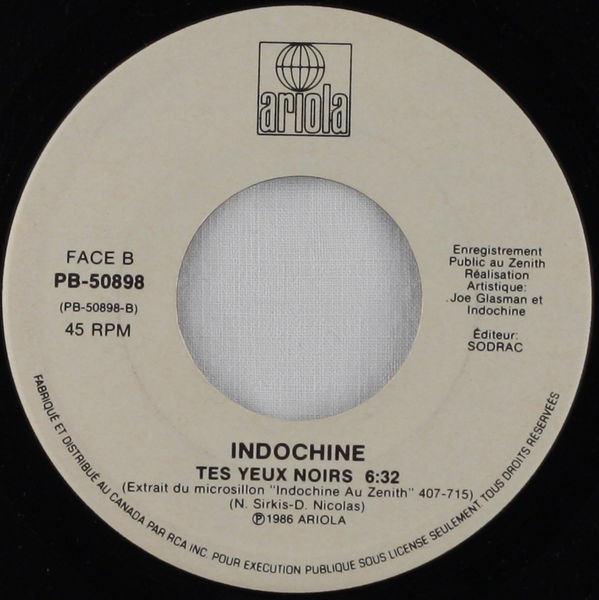 ariola
FACE B
PB-50898
(PB-50898-B)
45 RPM
Enregistrement
Public au Zenith
Réalisation
Artistique:
Joe Glasman et
Indochine
Éditeur:
SODRAC
INDOCHINE
TES YEUX NOIRS 6:32
(Extrait du microsillon "Indochine Au Zenith" 407-715)
(N. Sirkis-D. Nicolas)
℗1986 ARIOLA
FABRIQUÉ ET DISTRIBUÉ AU CANADA PAR RCA INC. POUR EXECUTION PUBLIQUE SOUS LICENSE SEULEMENT. TOUS DROITS RÉSERVEÉS